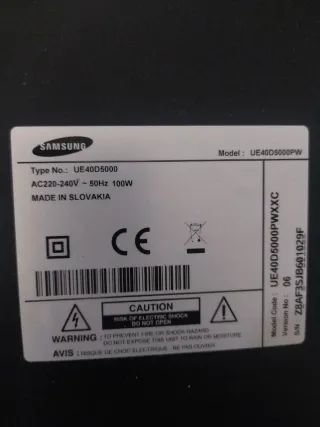 SAMSUNG
Model : UE40D5000PW
Type No.: UE40D5000
AC220-240V ~ 50Hz 100W
MADE IN SLOVAKIA
CE
CAUTION
RISK OF ELECTRIC SHOCK
DO NOT OPEN
WARNING : TO PREVENT FIRE OR SHOCK HAZARD
DO NOT EXPOSE THIS UNIT TO RAIN OR MOISTURE
AVIS : RISQUE DE CHOC ELECTRIQUE - NE PAS OUVRIR
Model Code : UE40D5000PWXXC
Version No : 06
S/N : Z8AF3SJB601029F